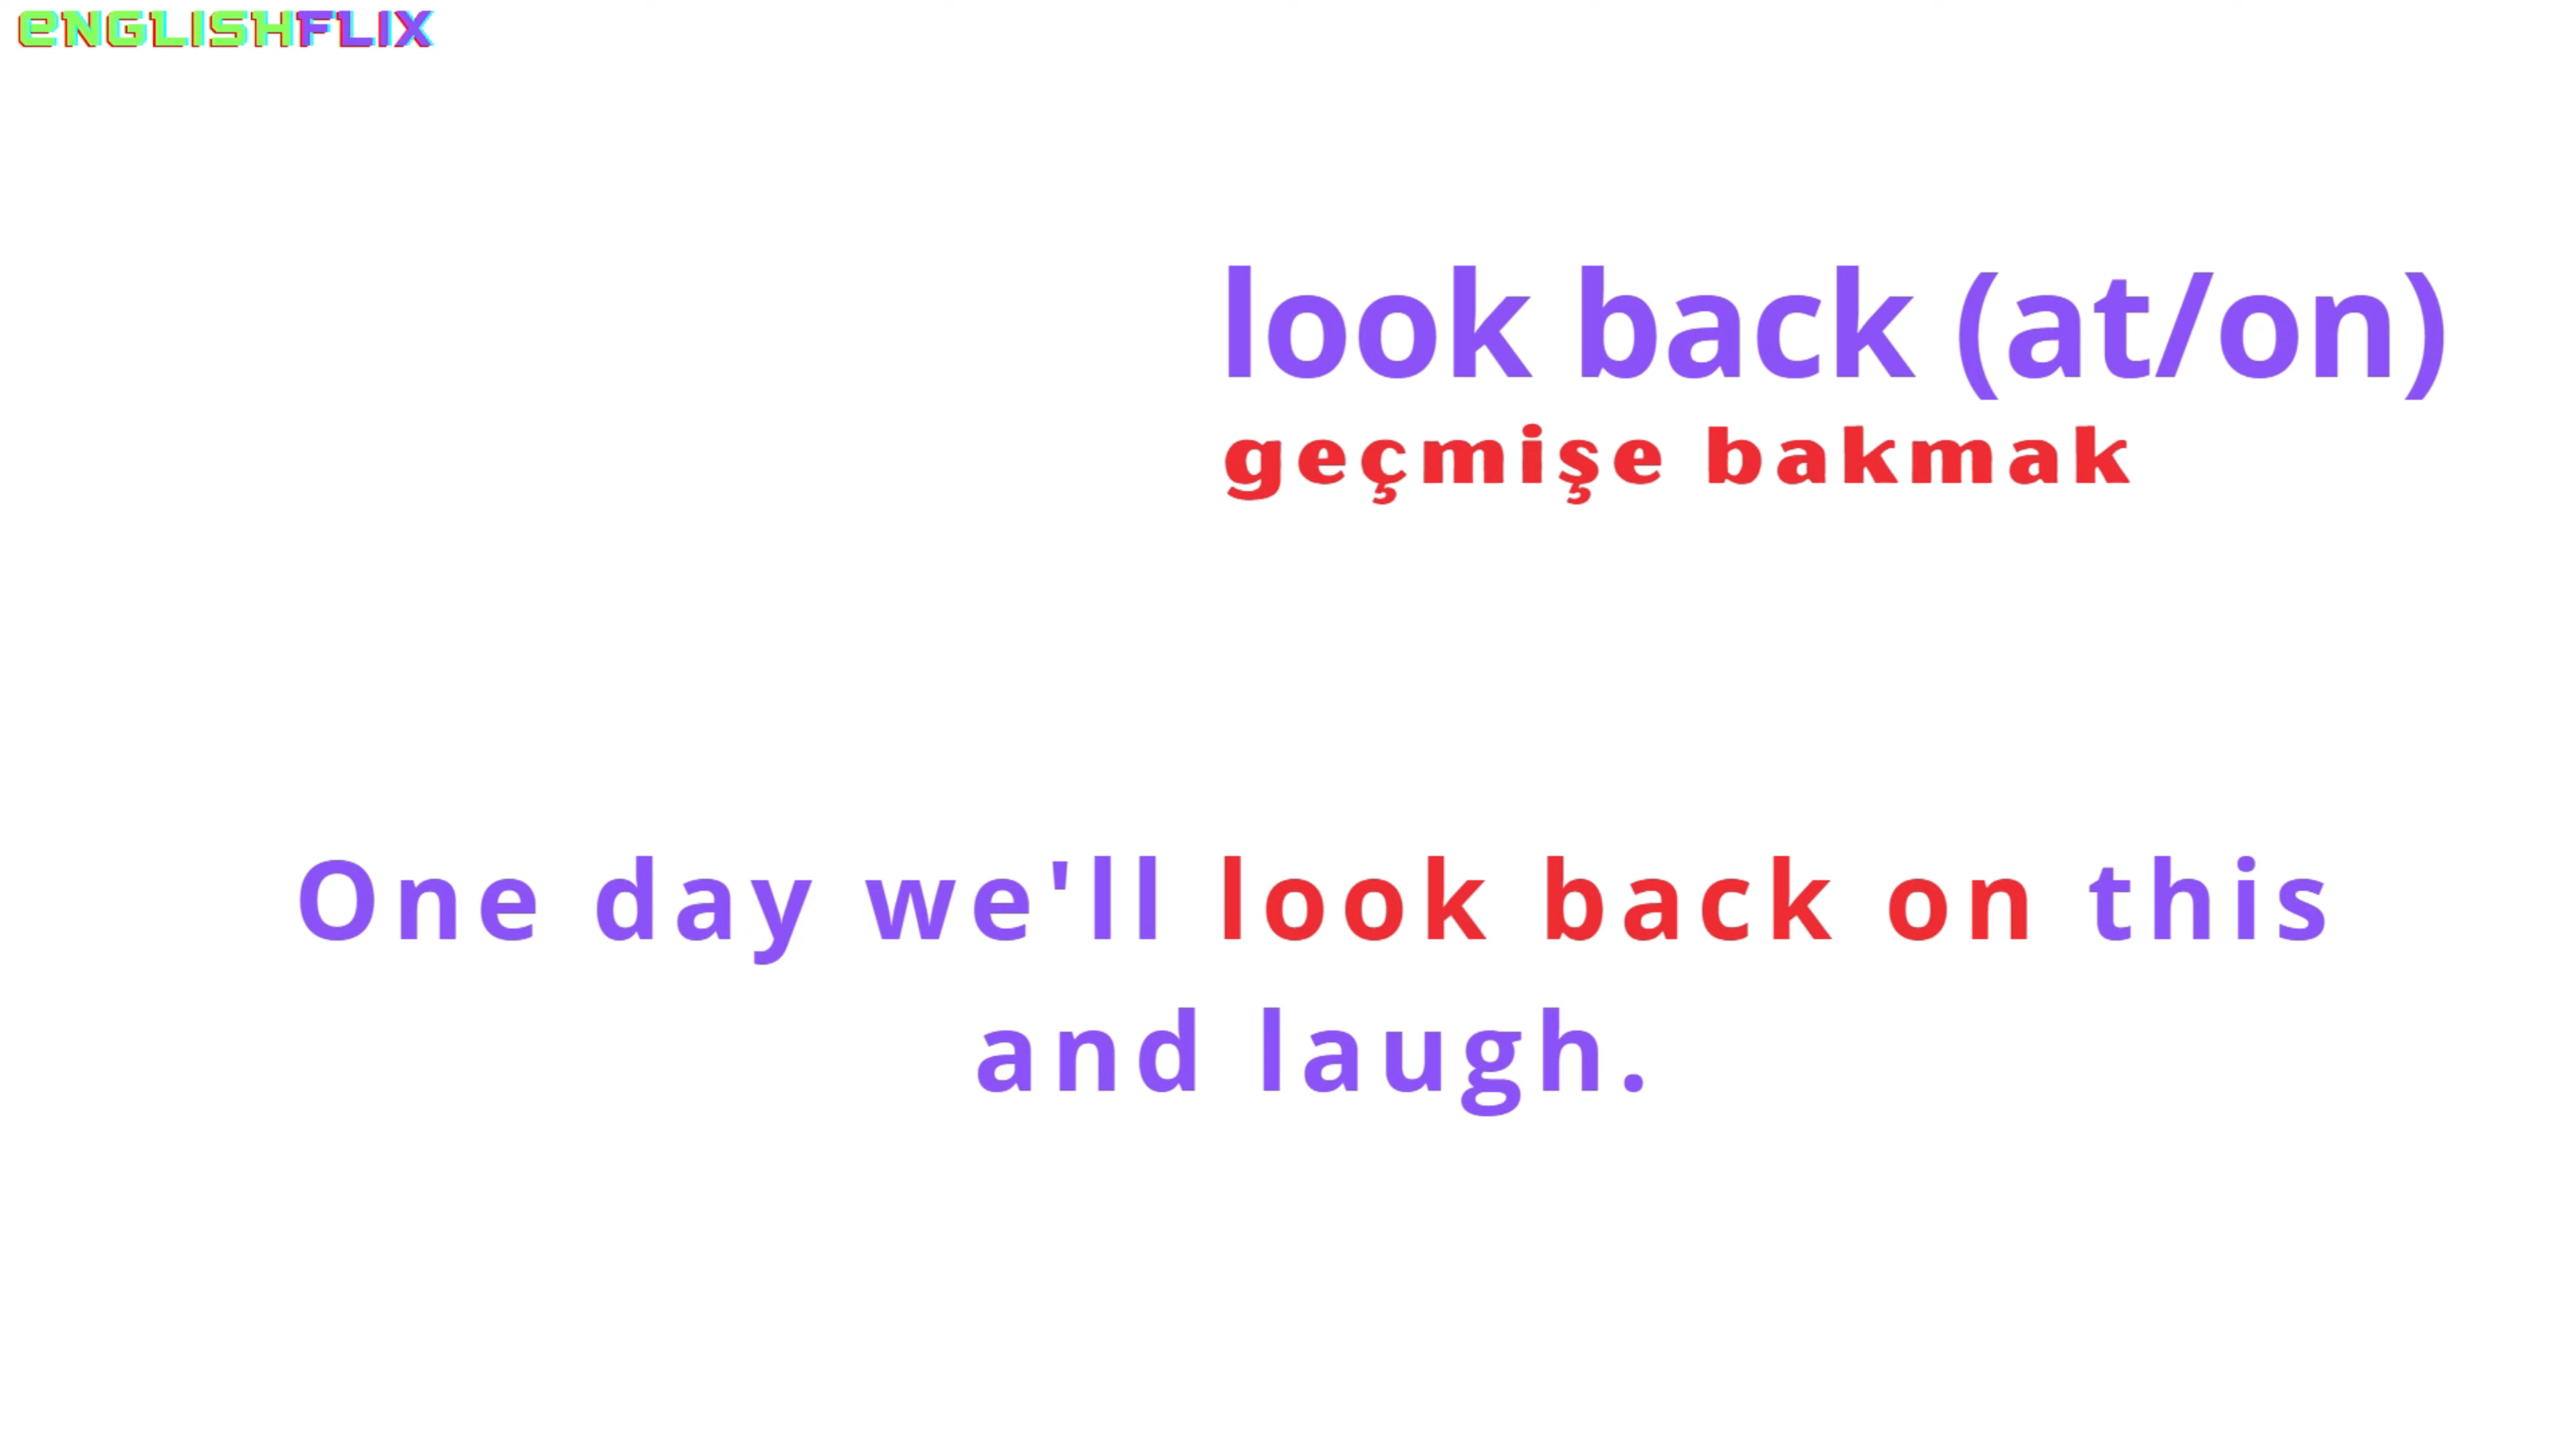 ENGLISHFLIX
look back (at/on)
geçmişe bakmak
One day we'll look back on this
and laugh.